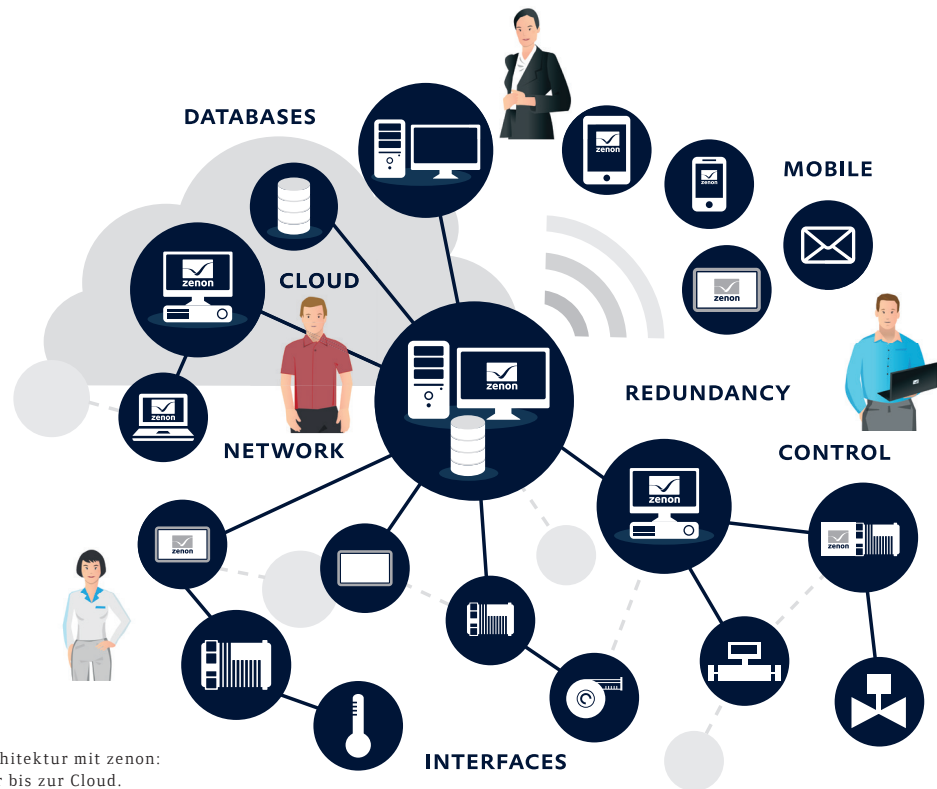 DATABASES
zenon
zenon
MOBILE
zenon
CLOUD
zenon
zenon
zenon
REDUNDANCY
NETWORK
CONTROL
zenon
zenon
zenon
INTERFACES
hitektur mit zenon:
bis zur Cloud.